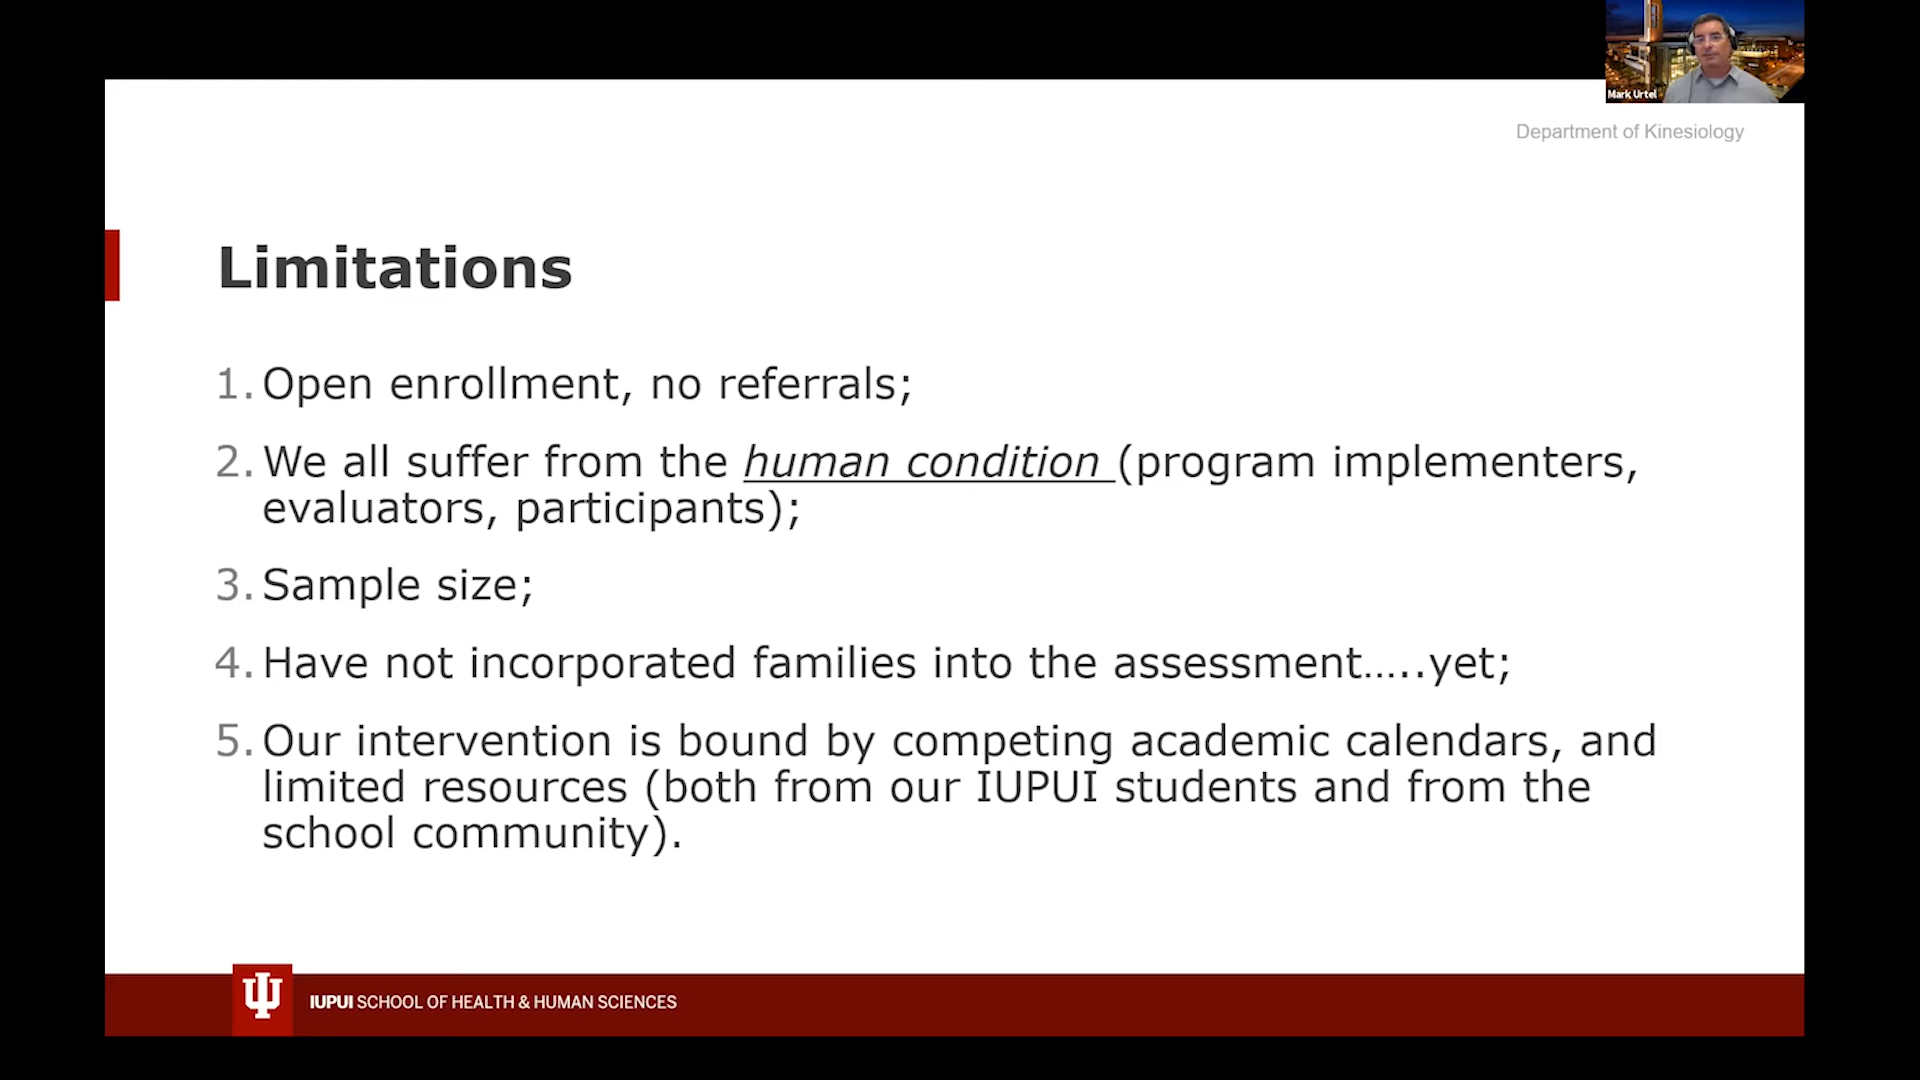 Mark Urtel
Department of Kinesiology
Limitations
1. Open enrollment, no referrals;
2. We all suffer from the human condition (program implementers,
evaluators, participants);
3. Sample size;
4. Have not incorporated families into the assessment…..yet;
5. Our intervention is bound by competing academic calendars, and
limited resources (both from our IUPUI students and from the
school community).
IUPUI SCHOOL OF HEALTH & HUMAN SCIENCES